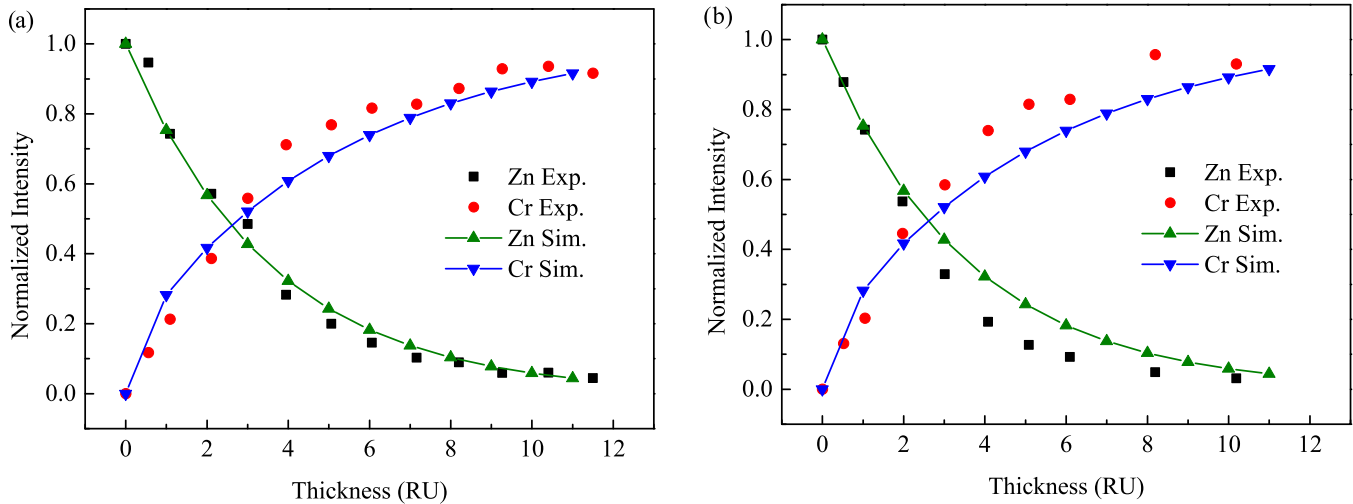 (a)
1.0
0.8
0.6
0.4
0.2
0.0
Normalized Intensity
Zn Exp.
Cr Exp.
Zn Sim.
Cr Sim.
0 2 4 6 8 10 12
Thickness (RU)
(b)
1.0
0.8
0.6
0.4
0.2
0.0
Normalized Intensity
Zn Exp.
Cr Exp.
Zn Sim.
Cr Sim.
0 2 4 6 8 10 12
Thickness (RU)